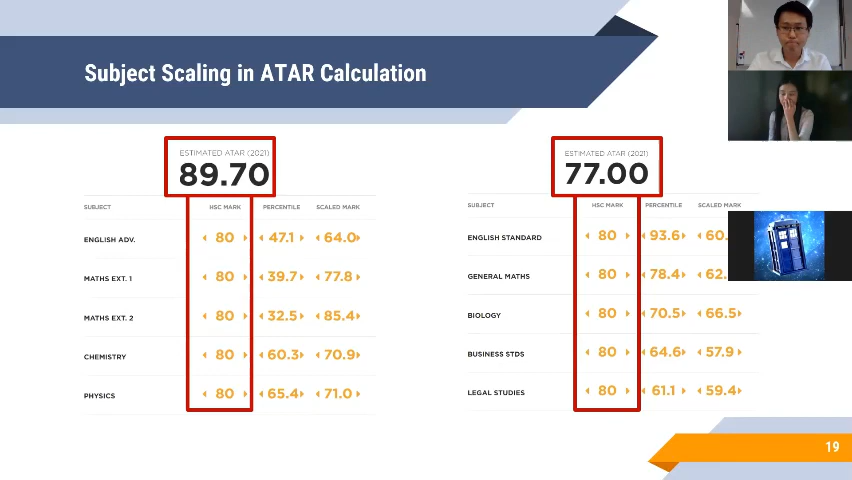 Subject Scaling in ATAR Calculation
ESTIMATED ATAR (2021)
89.70
SUBJECT HSC MARK PERCENTILE SCALED MARK
ENGLISH ADV. 80 47.1 64.0
MATHS EXT. 1 80 39.7 77.8
MATHS EXT. 2 80 32.5 85.4
CHEMISTRY 80 60.3 70.9
PHYSICS 80 65.4 71.0
ESTIMATED ATAR (2021)
77.00
SUBJECT HSC MARK PERCENTILE SCALED MARK
ENGLISH STANDARD 80 93.6 60.
GENERAL MATHS 80 78.4 62.
BIOLOGY 80 70.5 66.5
BUSINESS STDS 80 64.6 57.9
LEGAL STUDIES 80 61.1 59.4
19